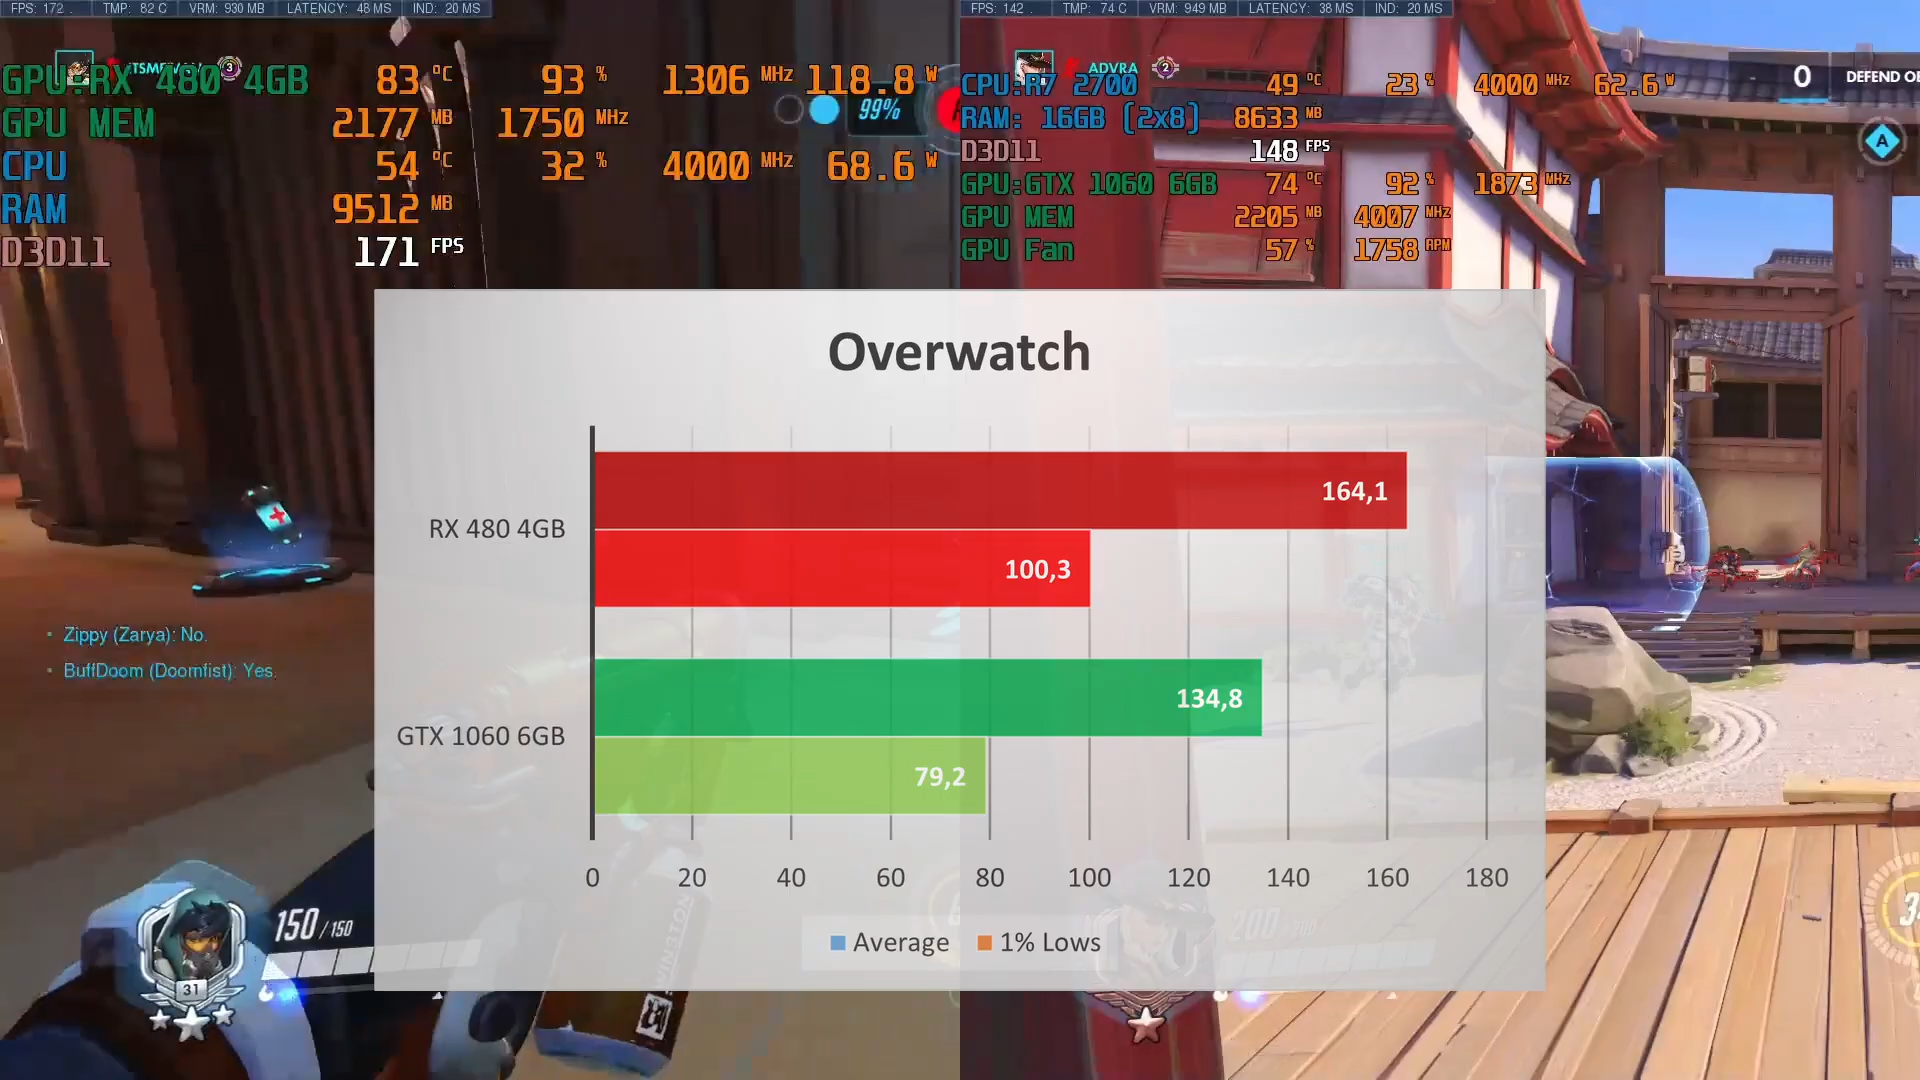 FPS: 172 . TMP: 82 C VRM: 930 MB LATENCY: 48 MS IND: 20 MS
GPU:RX 480 4GB 83 °C 93 % 1306 MHz 118.8 W
3
GPU MEM 2177 MB 1750 MHz
99%
CPU 54 °C 32 % 4000 MHz 68.6 W
RAM 9512 MB
D3D11 171 FPS
FPS: 142 . TMP: 74 C VRM: 949 MB LATENCY: 38 MS IND: 20 MS
ADVRA 2
0 DEFEND
CPU:R7 2700 49 °C 23 % 4000 MHz 62.6 W
RAM: 16GB (2x8) 8633 MB
D3D11 148 FPS
A
GPU:GTX 1060 6GB 74 °C 92 % 1873 MHz
GPU MEM 2205 MB 4007 MHz
GPU Fan 57 % 1758 RPM
Overwatch
RX 480 4GB
164,1
100,3
GTX 1060 6GB
134,8
79,2
0 20 40 60 80 100 120 140 160 180
Average 1% Lows
Zippy (Zarya): No.
BuffDoom (Doomfist): Yes.
150/150
31